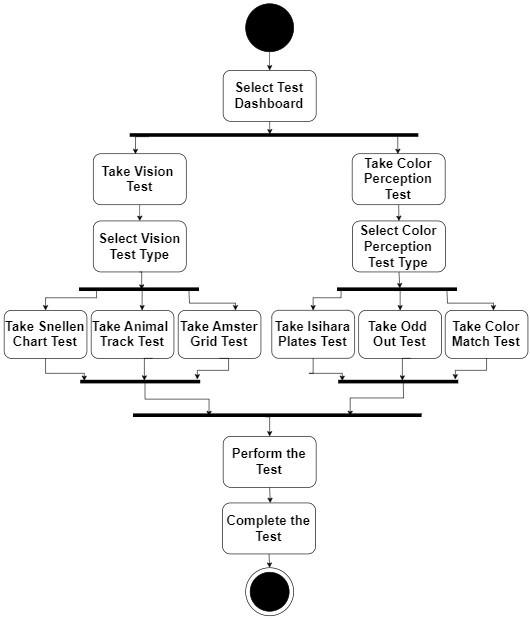 Select Test
Dashboard
Take Vision
Test
Take Color
Perception
Test
Select Vision
Test Type
Select Color
Perception
Test Type
Take Snellen
Chart Test
Take Animal
Track Test
Take Amster
Grid Test
Take Isihara
Plates Test
Take Odd
Out Test
Take Color
Match Test
Perform the
Test
Complete the
Test